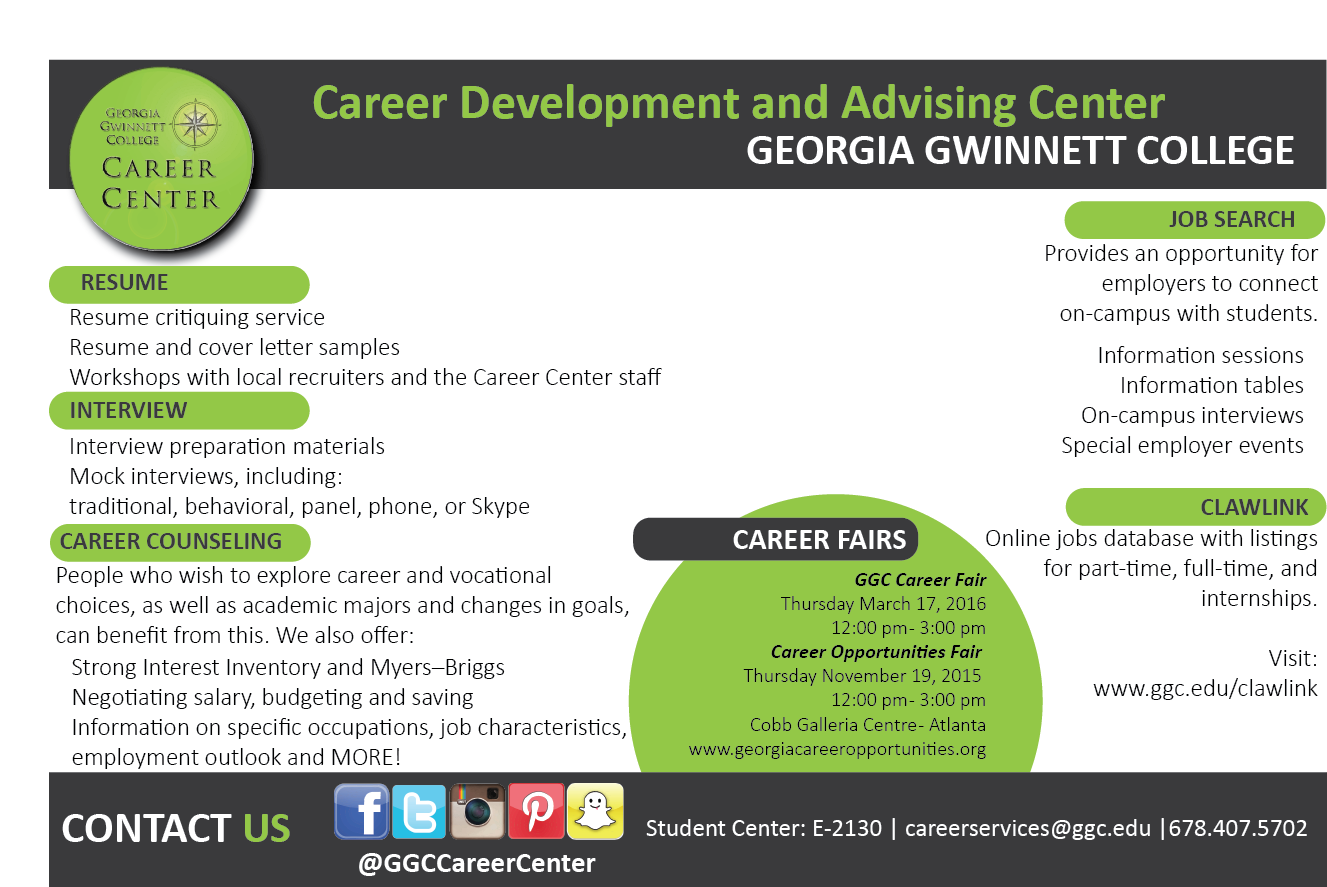 Career Development and Advising Center
GEORGIA GWINNETT COLLEGE
GEORGIA
GWINNETT
COLLEGE
CAREER
CENTER
RESUME
Resume critiquing service
Resume and cover letter samples
Workshops with local recruiters and the Career Center staff
INTERVIEW
Interview preparation materials
Mock interviews, including:
traditional, behavioral, panel, phone, or Skype
CAREER COUNSELING
People who wish to explore career and vocational
choices, as well as academic majors and changes in goals,
can benefit from this. We also offer:
Strong Interest Inventory and Myers–Briggs
Negotiating salary, budgeting and saving
Information on specific occupations, job characteristics,
employment outlook and MORE!
CAREER FAIRS
GGC Career Fair
Thursday March 17, 2016
12:00 pm- 3:00 pm
Career Opportunities Fair
Thursday November 19, 2015
12:00 pm- 3:00 pm
Cobb Galleria Centre- Atlanta
www.georgiacareeropportunities.org
JOB SEARCH
Provides an opportunity for
employers to connect
on-campus with students.
Information sessions
Information tables
On-campus interviews
Special employer events
CLAWLINK
Online jobs database with listings
for part-time, full-time, and
internships.
Visit:
www.ggc.edu/clawlink
CONTACT US
@GGCCareerCenter
Student Center: E-2130 | careerservices@ggc.edu |678.407.5702